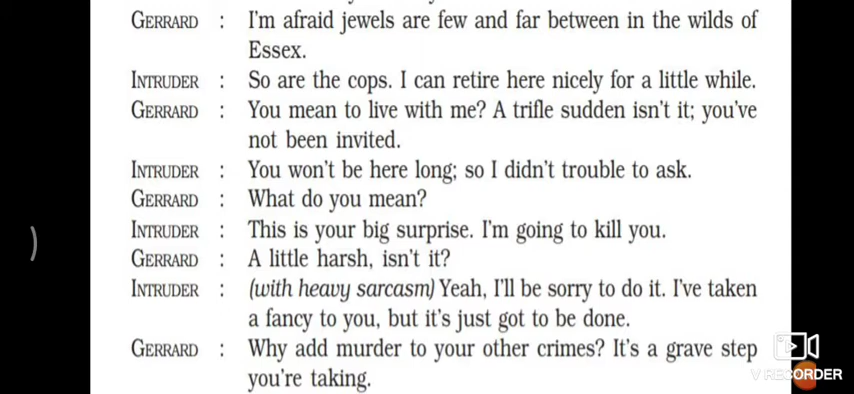 GERRARD : I'm afraid jewels are few and far between in the wilds of
Essex.
INTRUDER : So are the cops. I can retire here nicely for a little while.
GERRARD : You mean to live with me? A trifle sudden isn't it; you've
not been invited.
INTRUDER : You won't be here long; so I didn't trouble to ask.
GERRARD : What do you mean?
INTRUDER : This is your big surprise. I'm going to kill you.
GERRARD : A little harsh, isn't it?
INTRUDER : (with heavy sarcasm) Yeah, I'll be sorry to do it. I've taken
a fancy to you, but it's just got to be done.
GERRARD : Why add murder to your other crimes? It's a grave step
you're taking.
V RECORDER